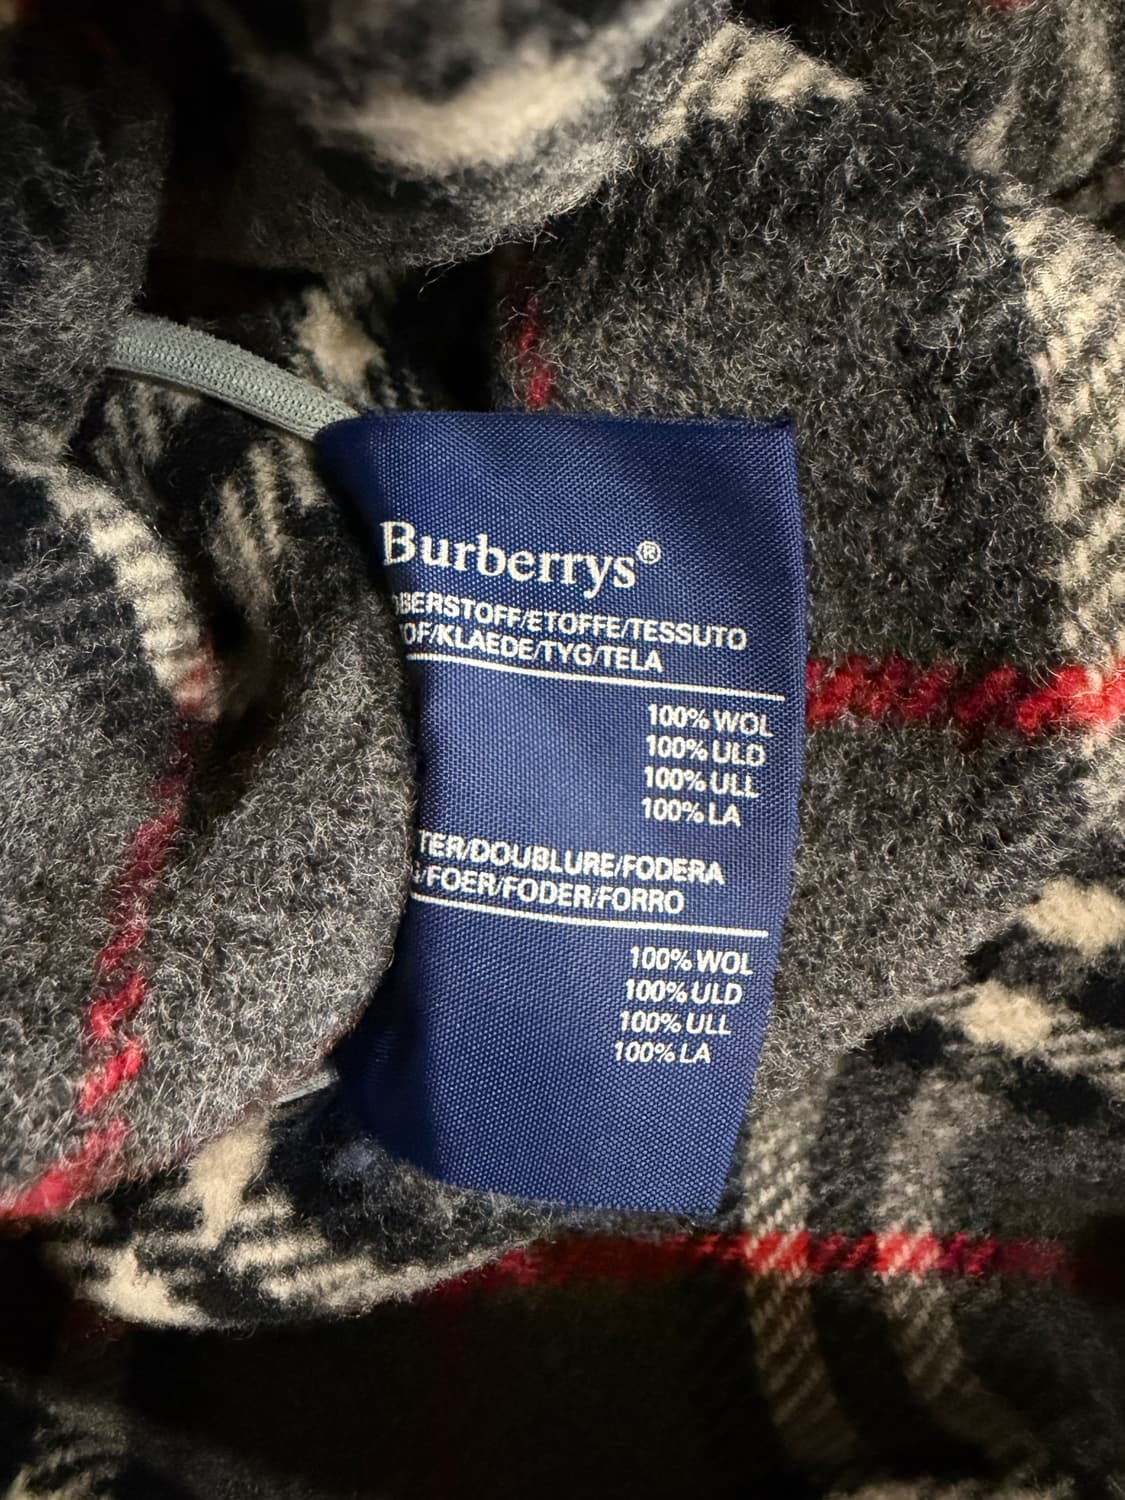 Burberrys®
OBERSTOFF/ETOFFE/TESSUTO
OF/KLAEDE/TYG/TELA
100% WOL
100% ULD
100% ULL
100% LA
TER/DOUBLURE/FODERA
/FOER/FODER/FORRO
100% WOL
100% ULD
100% ULL
100% LA